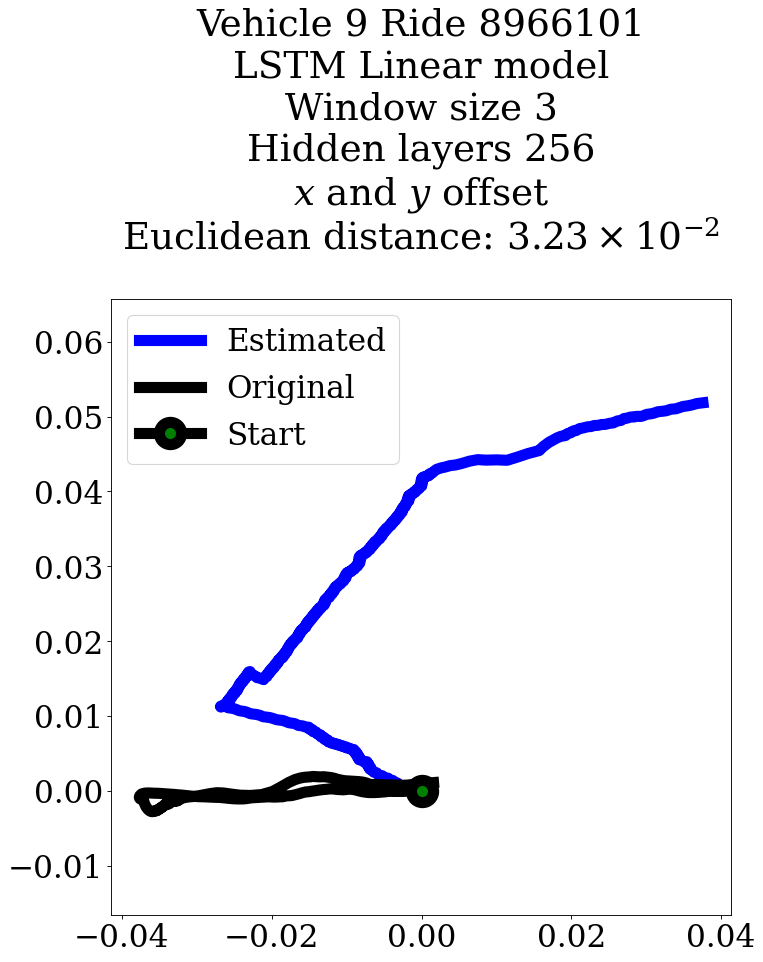 Vehicle 9 Ride 8966101
LSTM Linear model
Window size 3
Hidden layers 256
x and y offset
Euclidean distance: 3.23 × 10⁻²
Estimated
Original
Start
0.06
0.05
0.04
0.03
0.02
0.01
0.00
−0.01
−0.04 −0.02 0.00 0.02 0.04